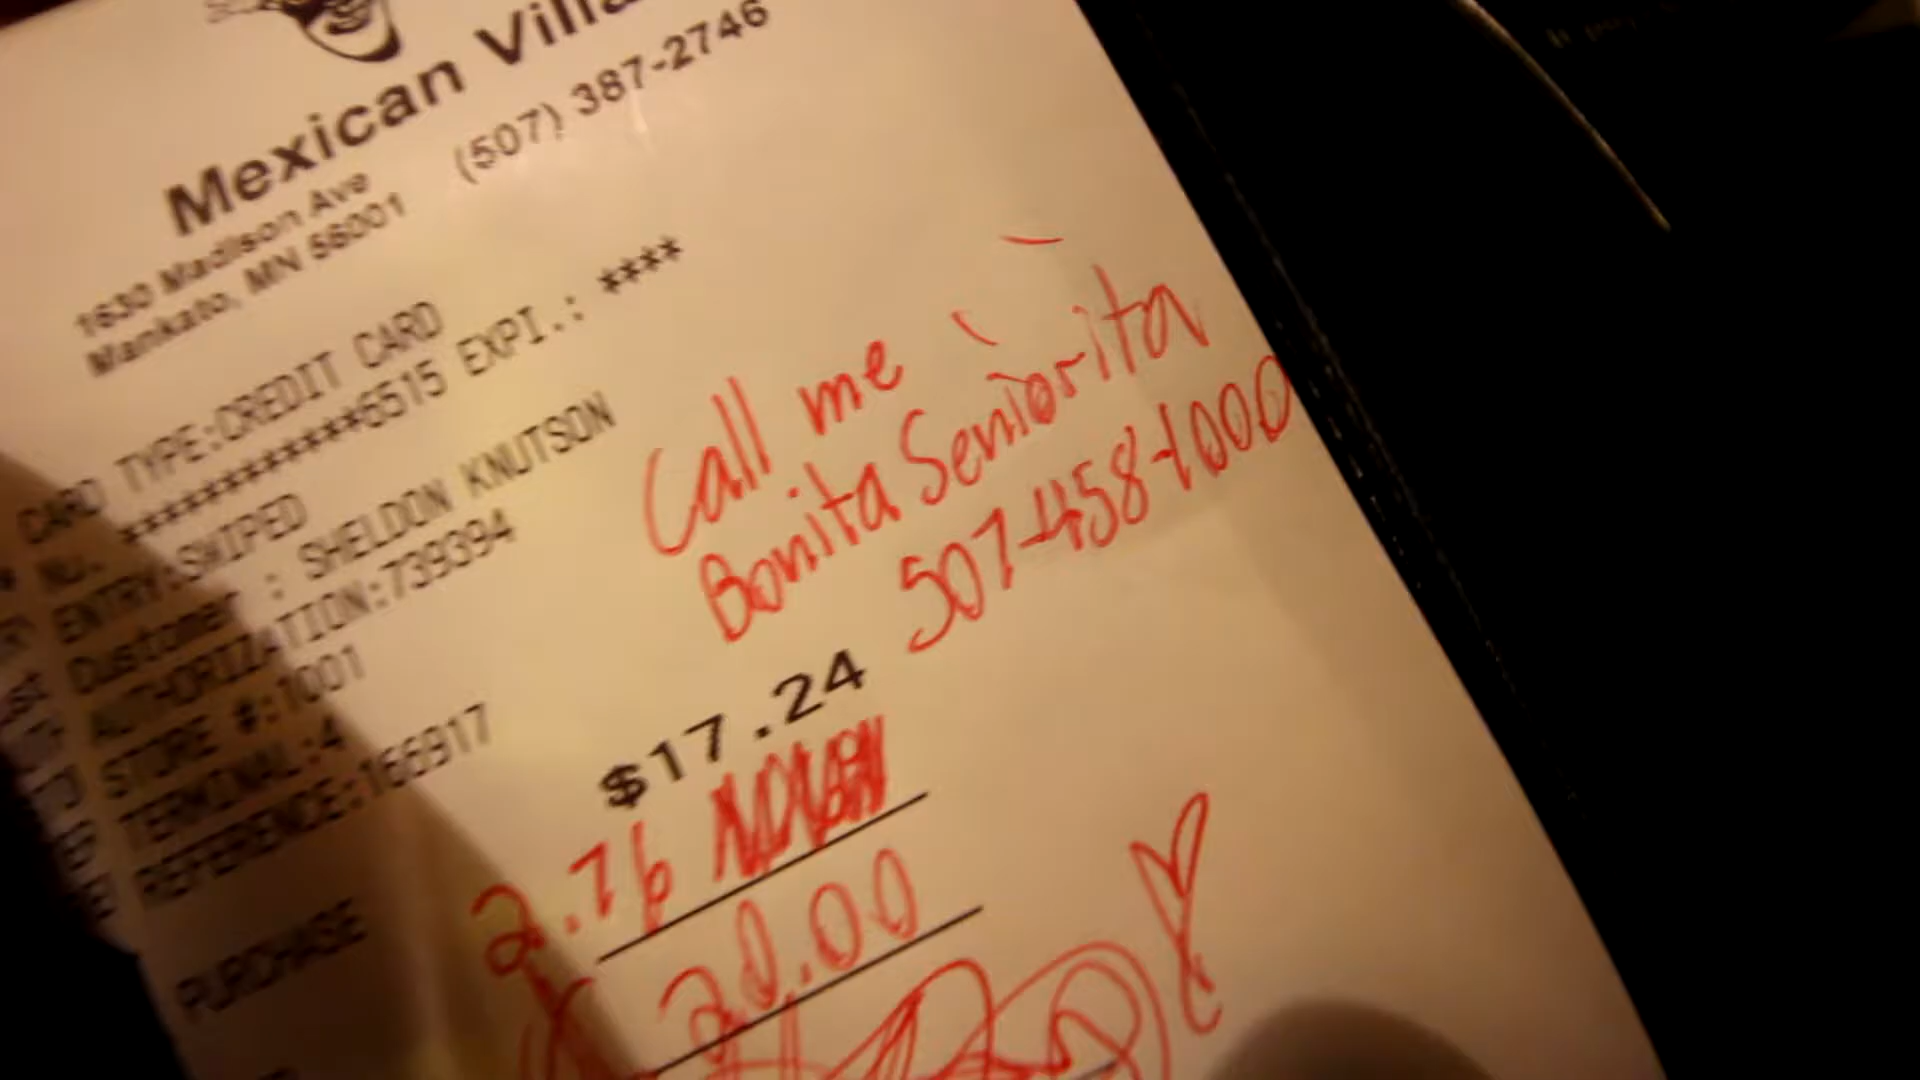 Mexican Villa
1630 Madison Ave
Mankato, MN 56001
(507) 387-2746
CARD TYPE:CREDIT CARD
************6515 EXPI.: ****
ENTRY:SWIPED
Customer : SHELDON KNUTSON
AUTHORIZATION:739394
STORE #:1001
TERMINAL:4
REFERENCE:166917
Call me
Bonita Seniorita
507-458-1000
PURCHASE $17.24
2.76
20.00